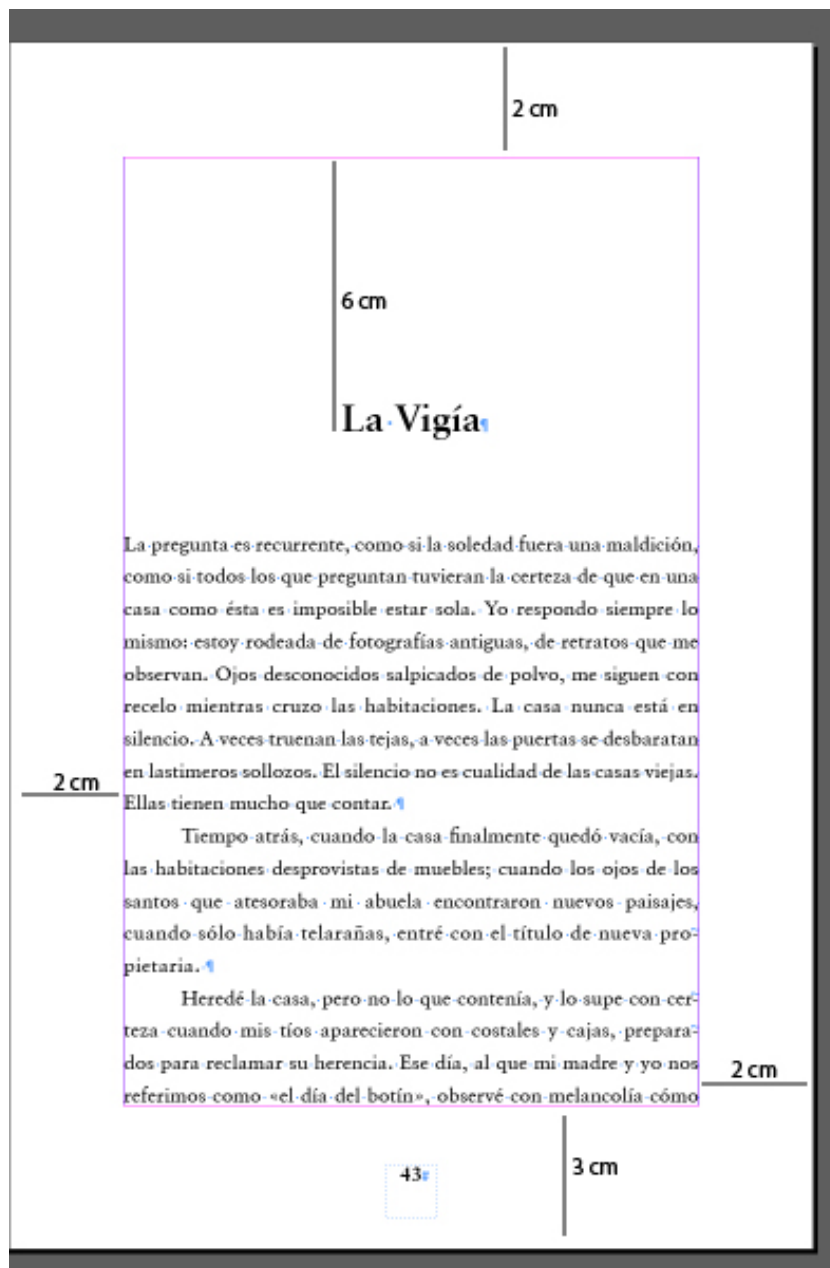 2 cm
6 cm
La Vigía
La pregunta es recurrente, como si la soledad fuera una maldición,
como si todos los que preguntan tuvieran la certeza de que en una
casa como ésta es imposible estar sola. Yo respondo siempre lo
mismo: estoy rodeada de fotografías antiguas, de retratos que me
observan. Ojos desconocidos salpicados de polvo, me siguen con
recelo mientras cruzo las habitaciones. La casa nunca está en
silencio. A veces truenan las tejas, a veces las puertas se desbaratan
en lastimeros sollozos. El silencio no es cualidad de las casas viejas.
2 cm
Ellas tienen mucho que contar.
Tiempo atrás, cuando la casa finalmente quedó vacía, con
las habitaciones desprovistas de muebles; cuando los ojos de los
santos que atesoraba mi abuela encontraron nuevos paisajes,
cuando sólo había telarañas, entré con el título de nueva pro-
pietaria.
Heredé la casa, pero no lo que contenía, y lo supe con cer-
teza cuando mis tíos aparecieron con costales y cajas, prepara-
dos para reclamar su herencia. Ese día, al que mi madre y yo nos
2 cm
referimos como «el día del botín», observé con melancolía cómo
3 cm
43